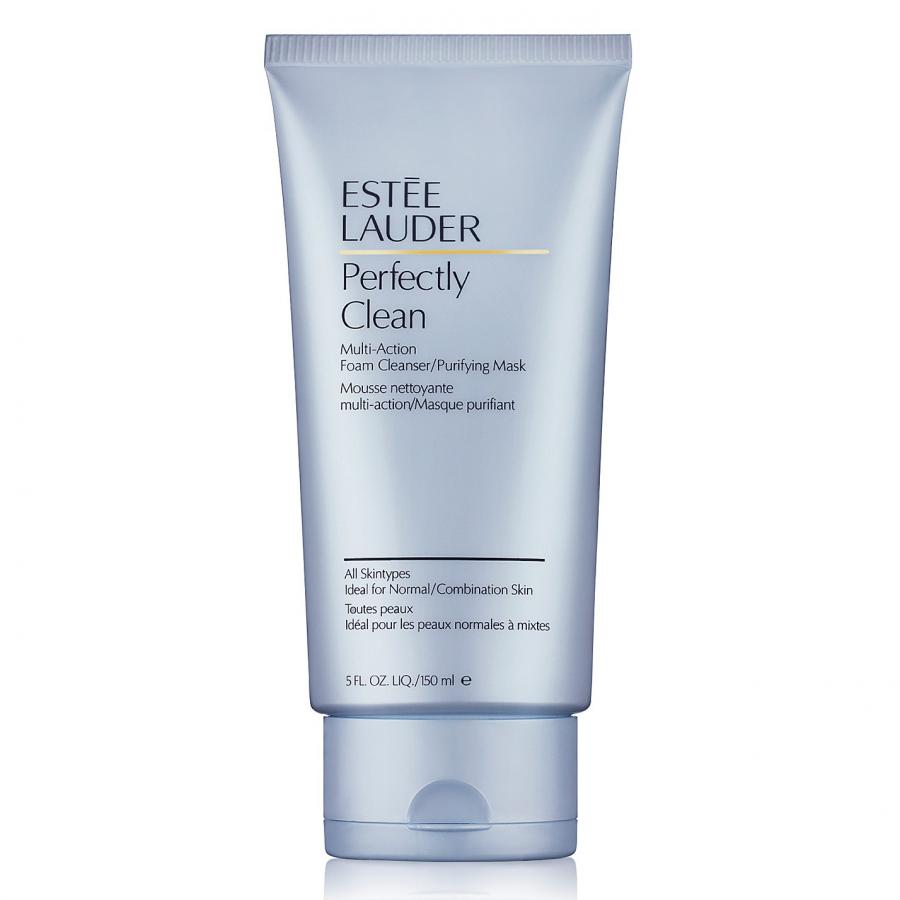 ESTĒE
LAUDER
Perfectly
Clean
Multi-Action
Foam Cleanser/Purifying Mask
Mousse nettoyante
multi-action/Masque purifiant
All Skintypes
Ideal for Normal/Combination Skin
Toutes peaux
Idéal pour les peaux normales à mixtes
5 FL. OZ. LIQ./150 ml ℮